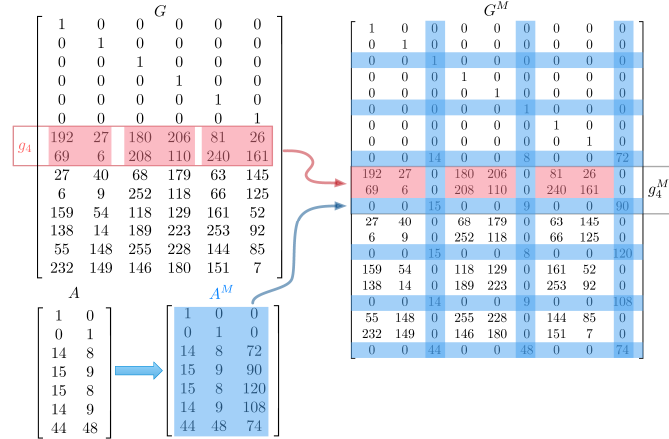 G
1 0 0 0 0 0
0 1 0 0 0 0
0 0 1 0 0 0
0 0 0 1 0 0
0 0 0 0 1 0
0 0 0 0 0 1
g4
192 27 180 206 81 26
69 6 208 110 240 161
27 40 68 179 63 145
6 9 252 118 66 125
159 54 118 129 161 52
138 14 189 223 253 92
55 148 255 228 144 85
232 149 146 180 151 7
A
1 0
0 1
14 8
15 9
15 8
14 9
44 48
A^M
1 0 0
0 1 0
14 8 72
15 9 90
15 8 120
14 9 108
44 48 74
G^M
1 0 0 0 0 0 0 0 0
0 1 0 0 0 0 0 0 0
0 0 1 0 0 0 0 0 0
0 0 0 1 0 0 0 0 0
0 0 0 0 1 0 0 0 0
0 0 0 0 0 1 0 0 0
0 0 0 0 0 0 1 0 0
0 0 0 0 0 0 0 1 0
0 0 14 0 0 8 0 0 72
192 27 0 180 206 0 81 26 0
69 6 0 208 110 0 240 161 0
0 0 15 0 0 9 0 0 90
g4^M
27 40 0 68 179 0 63 145 0
6 9 0 252 118 0 66 125 0
0 0 15 0 0 8 0 0 120
159 54 0 118 129 0 161 52 0
138 14 0 189 223 0 253 92 0
0 0 14 0 0 9 0 0 108
55 148 0 255 228 0 144 85 0
232 149 0 146 180 0 151 7 0
0 0 44 0 0 48 0 0 74